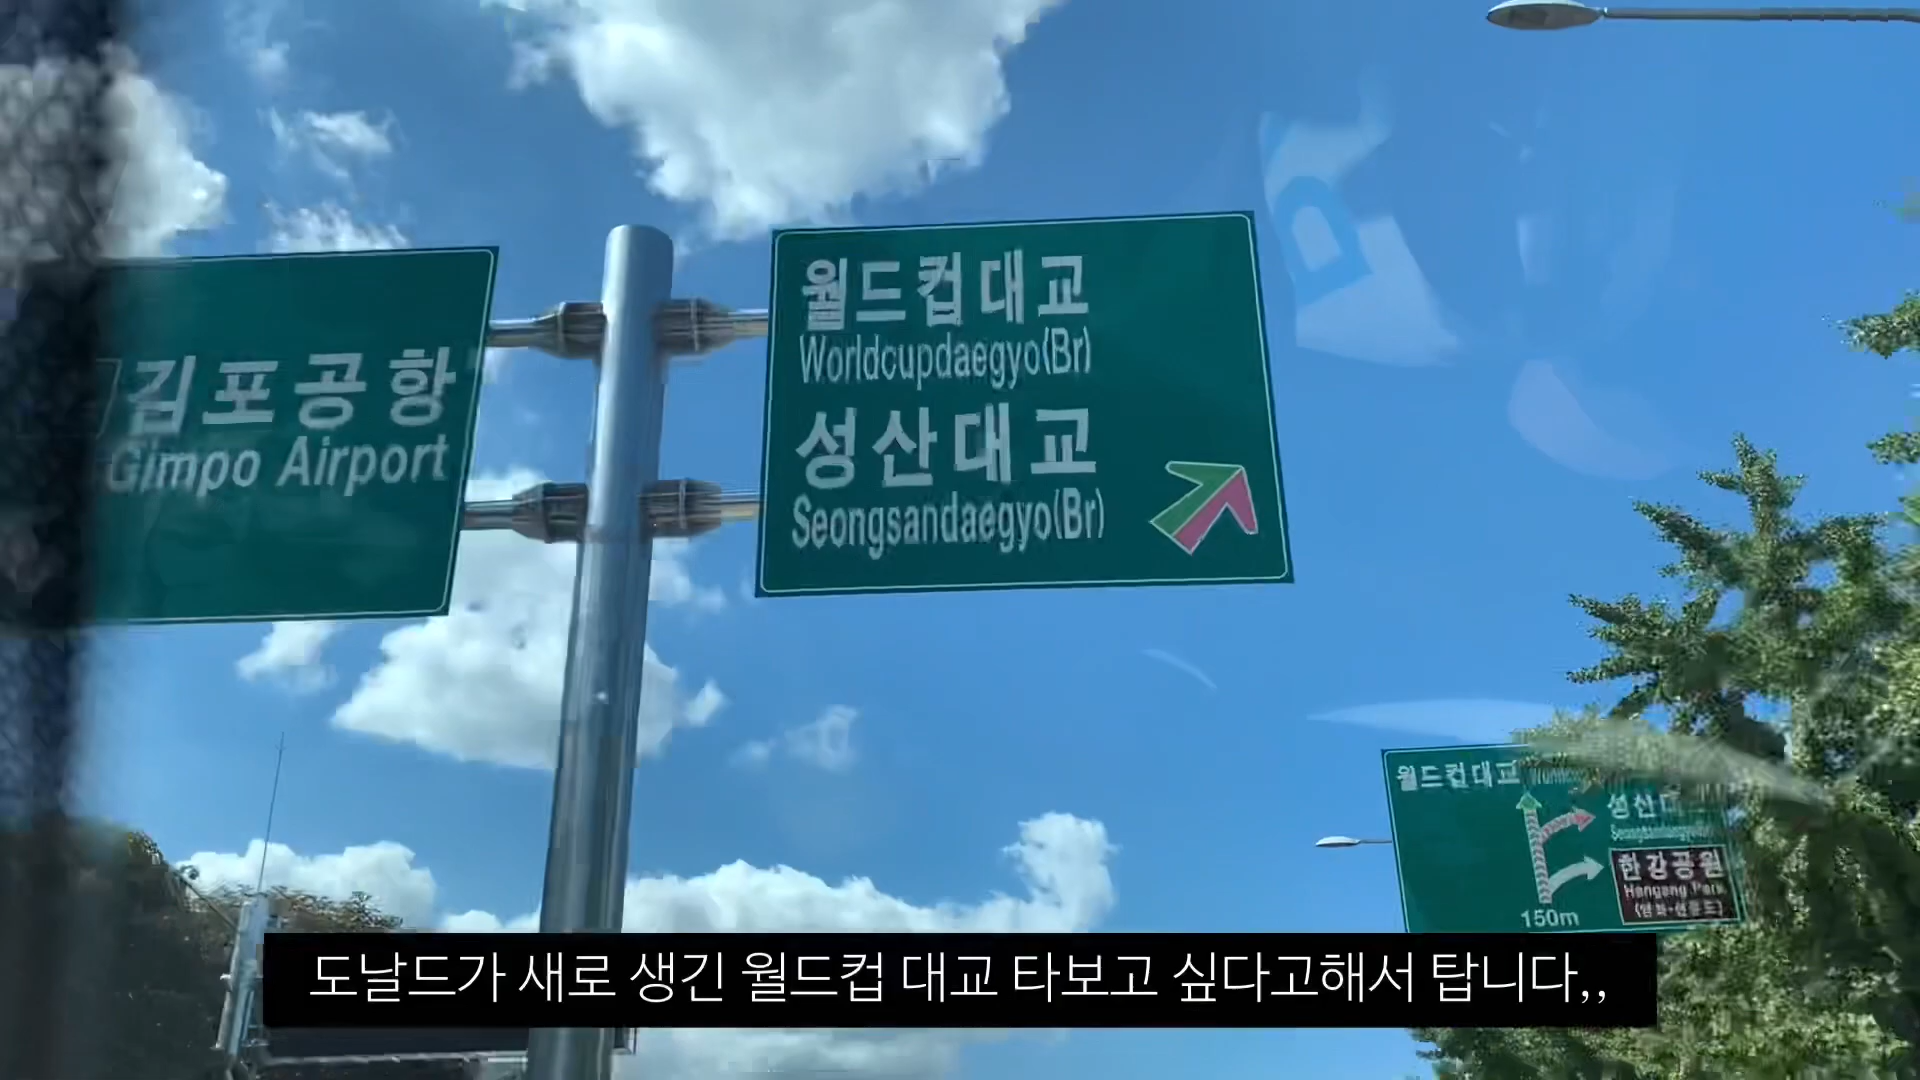 김포공항
Gimpo Airport
월드컵대교
Worldcupdaegyo(Br)
성산대교
Seongsandaegyo(Br)
월드컵대교
성산대
한강공원
Hangang Park
150m
도날드가 새로 생긴 월드컵 대교 타보고 싶다고해서 탑니다,,